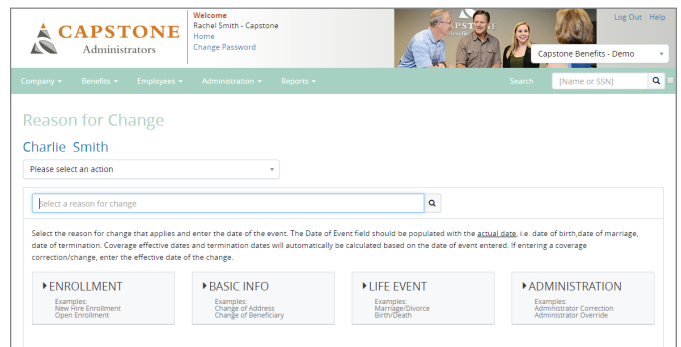 CAPSTONE
Administrators
Welcome
Rachel Smith - Capstone
Home
Change Password
Log Out Help
Capstone Benefits - Demo
Company Benefits Employees Administration Reports Search [Name or SSN]
Reason for Change
Charlie Smith
Please select an action
Select a reason for change
Select the reason for change that applies and enter the date of the event. The Date of Event field should be populated with the actual date, i.e. date of birth,date of marriage,
date of termination. Coverage effective dates and termination dates will automatically be calculated based on the date of event entered. If entering a coverage
correction/change, enter the effective date of the change.
ENROLLMENT
Examples:
New Hire Enrollment
Open Enrollment
BASIC INFO
Examples:
Change of Address
Change of Beneficiary
LIFE EVENT
Examples:
Marriage/Divorce
Birth/Death
ADMINISTRATION
Examples:
Administrator Correction
Administrator Override